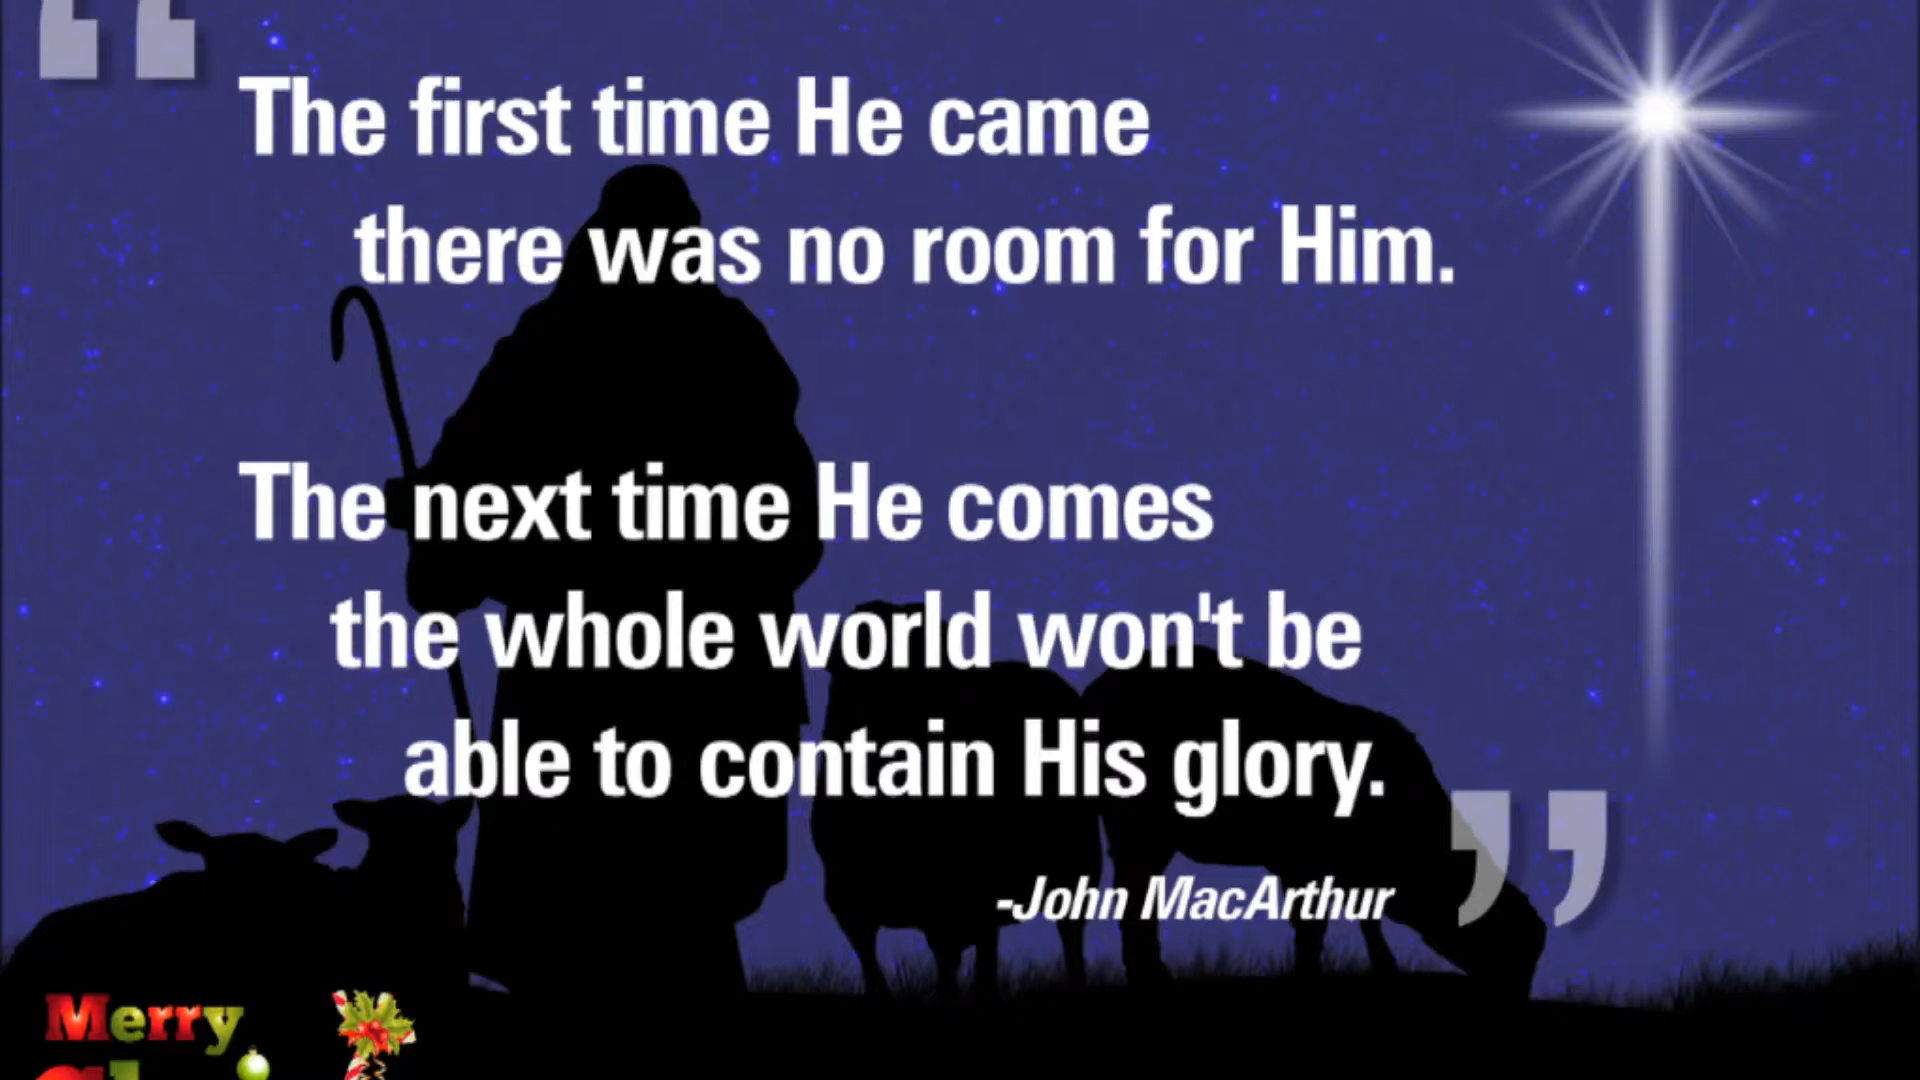 “
The first time He came
there was no room for Him.
The next time He comes
the whole world won't be
able to contain His glory.
”
-John MacArthur
Merry